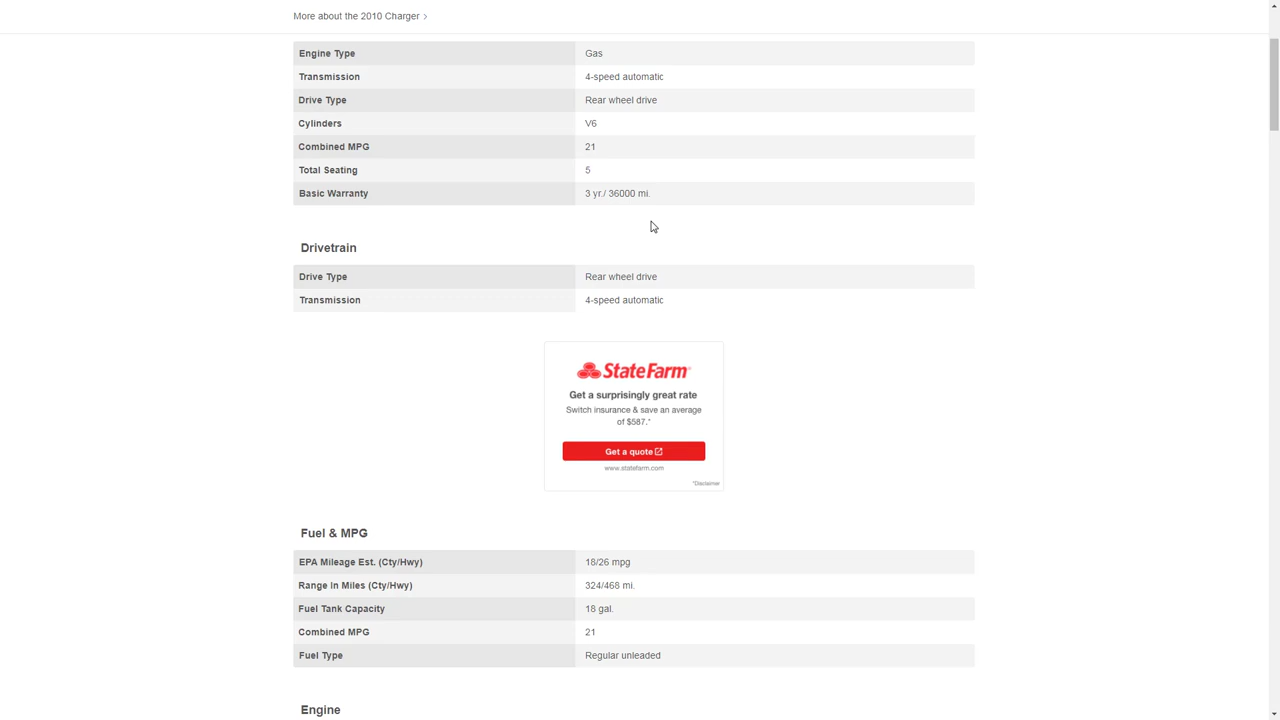 More about the 2010 Charger >
Engine Type Gas
Transmission 4-speed automatic
Drive Type Rear wheel drive
Cylinders V6
Combined MPG 21
Total Seating 5
Basic Warranty 3 yr./ 36000 mi.
Drivetrain
Drive Type Rear wheel drive
Transmission 4-speed automatic
StateFarm
Get a surprisingly great rate
Switch insurance & save an average
of $587.*
Get a quote
www.statefarm.com
*Disclaimer
Fuel & MPG
EPA Mileage Est. (Cty/Hwy) 18/26 mpg
Range in Miles (Cty/Hwy) 324/468 mi.
Fuel Tank Capacity 18 gal.
Combined MPG 21
Fuel Type Regular unleaded
Engine